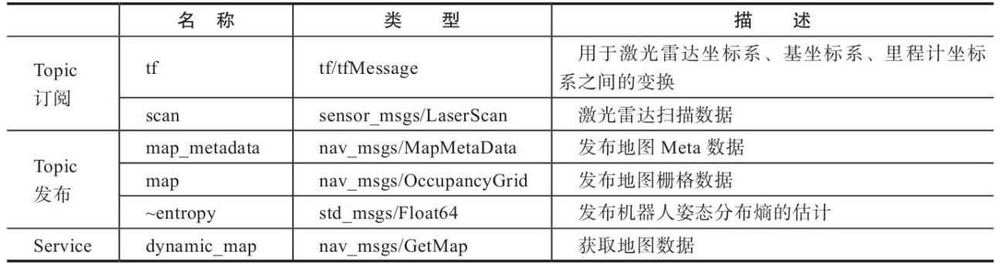 名 称 类 型 描 述
Topic
订阅
tf tf/tfMessage 用于激光雷达坐标系、基坐标系、里程计坐标
系之间的变换
scan sensor_msgs/LaserScan 激光雷达扫描数据
Topic
发布
map_metadata nav_msgs/MapMetaData 发布地图 Meta 数据
map nav_msgs/OccupancyGrid 发布地图栅格数据
~entropy std_msgs/Float64 发布机器人姿态分布熵的估计
Service dynamic_map nav_msgs/GetMap 获取地图数据